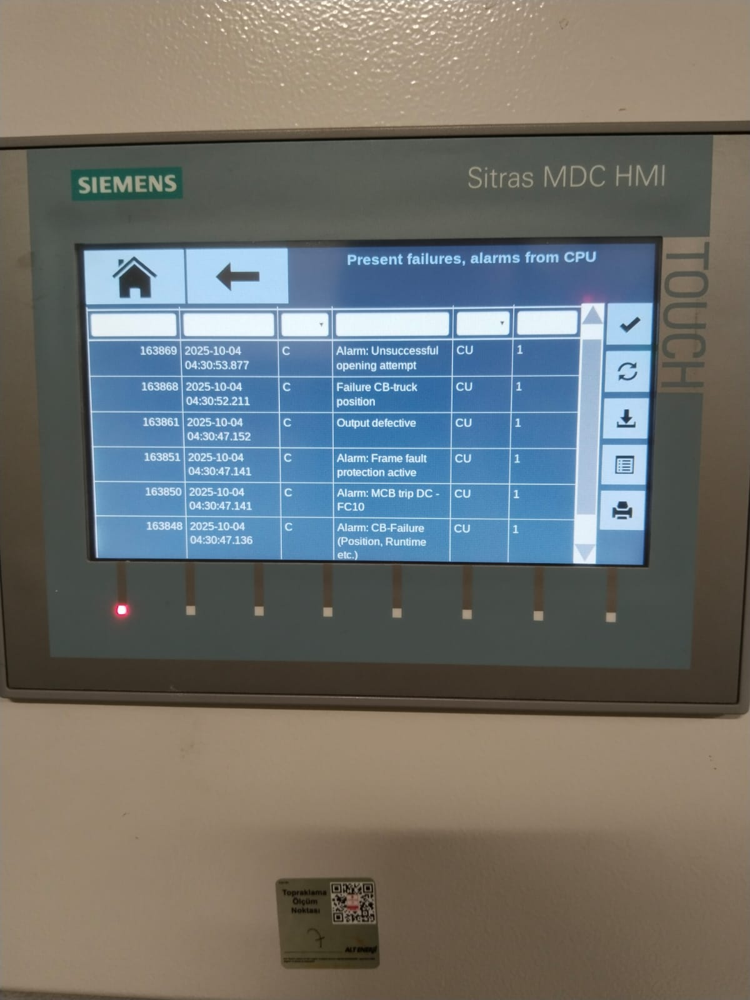 SIEMENS
Sitras MDC HMI
TOUCH
Present failures, alarms from CPU
163869 2025-10-04 C Alarm: Unsuccessful CU 1
04:30:53.877 opening attempt
163868 2025-10-04 C Failure CB-truck CU 1
04:30:52.211 position
163861 2025-10-04 C Output defective CU 1
04:30:47.152
163851 2025-10-04 C Alarm: Frame fault CU 1
04:30:47.141 protection active
163850 2025-10-04 C Alarm: MCB trip DC - CU 1
04:30:47.141 FC10
163848 2025-10-04 C Alarm: CB-Failure CU 1
04:30:47.136 (Position, Runtime
etc.)
Topraklama
Ölçüm
Noktası
7
ALT ENERJİ